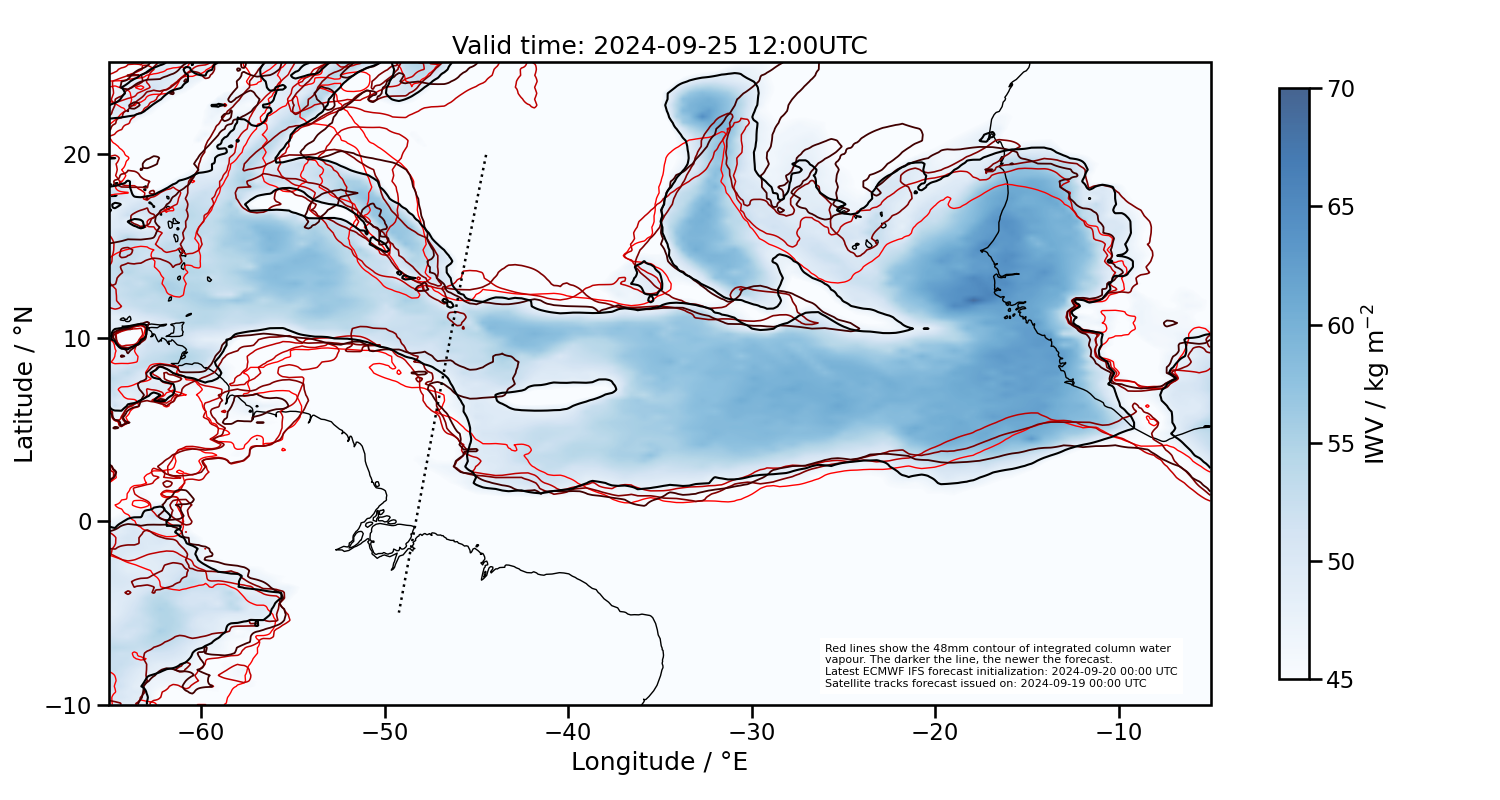 Valid time: 2024-09-25 12:00UTC
70
65
60
55
50
45
IWV / kg m⁻²
20
10
0
−10
Latitude / °N
−60
−50
−40
−30
−20
−10
Longitude / °E
Red lines show the 48mm contour of integrated column water
vapour. The darker the line, the newer the forecast.
Latest ECMWF IFS forecast initialization: 2024-09-20 00:00 UTC
Satellite tracks forecast issued on: 2024-09-19 00:00 UTC